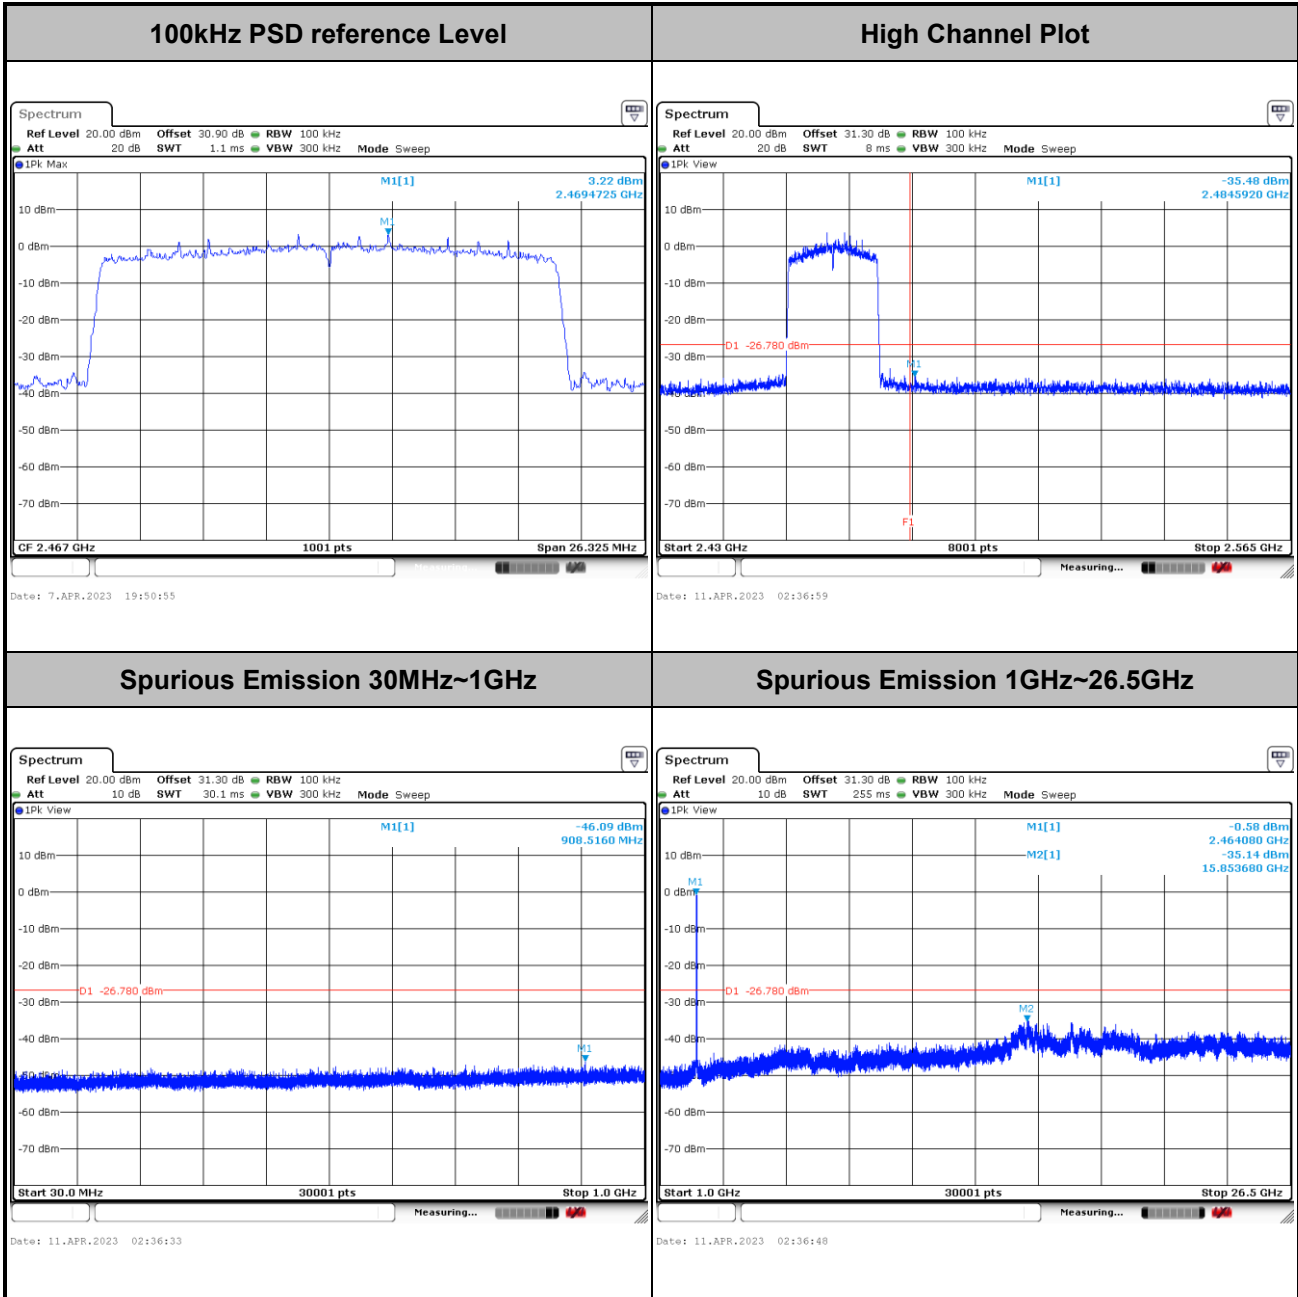 100kHz PSD reference Level
Spectrum
Ref Level 20.00 dBm Offset 30.90 dB RBW 100 kHz
Att 20 dB SWT 1.1 ms VBW 300 kHz Mode Sweep
1Pk Max
M1[1] 3.22 dBm
2.4694725 GHz
10 dBm
M1
0 dBm
-10 dBm
-20 dBm
-30 dBm
-40 dBm
-50 dBm
-60 dBm
-70 dBm
CF 2.467 GHz 1001 pts Span 26.325 MHz
Measuring...
Date: 7.APR.2023 19:50:55
High Channel Plot
Spectrum
Ref Level 20.00 dBm Offset 31.30 dB RBW 100 kHz
Att 20 dB SWT 8 ms VBW 300 kHz Mode Sweep
1Pk View
M1[1] -35.48 dBm
2.4845920 GHz
10 dBm
0 dBm
-10 dBm
-20 dBm
D1 -26.780 dBm
-30 dBm
M1
-40 dBm
-50 dBm
-60 dBm
-70 dBm
F1
Start 2.43 GHz 8001 pts Stop 2.565 GHz
Measuring...
Date: 11.APR.2023 02:36:59
Spurious Emission 30MHz~1GHz
Spectrum
Ref Level 20.00 dBm Offset 31.30 dB RBW 100 kHz
Att 10 dB SWT 30.1 ms VBW 300 kHz Mode Sweep
1Pk View
M1[1] -46.09 dBm
908.5160 MHz
10 dBm
0 dBm
-10 dBm
-20 dBm
D1 -26.780 dBm
-30 dBm
-40 dBm
M1
-50 dBm
-60 dBm
-70 dBm
Start 30.0 MHz 30001 pts Stop 1.0 GHz
Measuring...
Date: 11.APR.2023 02:36:33
Spurious Emission 1GHz~26.5GHz
Spectrum
Ref Level 20.00 dBm Offset 31.30 dB RBW 100 kHz
Att 10 dB SWT 255 ms VBW 300 kHz Mode Sweep
1Pk View
M1[1] -0.58 dBm
2.464080 GHz
10 dBm
M2[1] -35.14 dBm
15.853680 GHz
M1
0 dBm
-10 dBm
-20 dBm
D1 -26.780 dBm
-30 dBm
M2
-40 dBm
-50 dBm
-60 dBm
-70 dBm
Start 1.0 GHz 30001 pts Stop 26.5 GHz
Measuring...
Date: 11.APR.2023 02:36:48